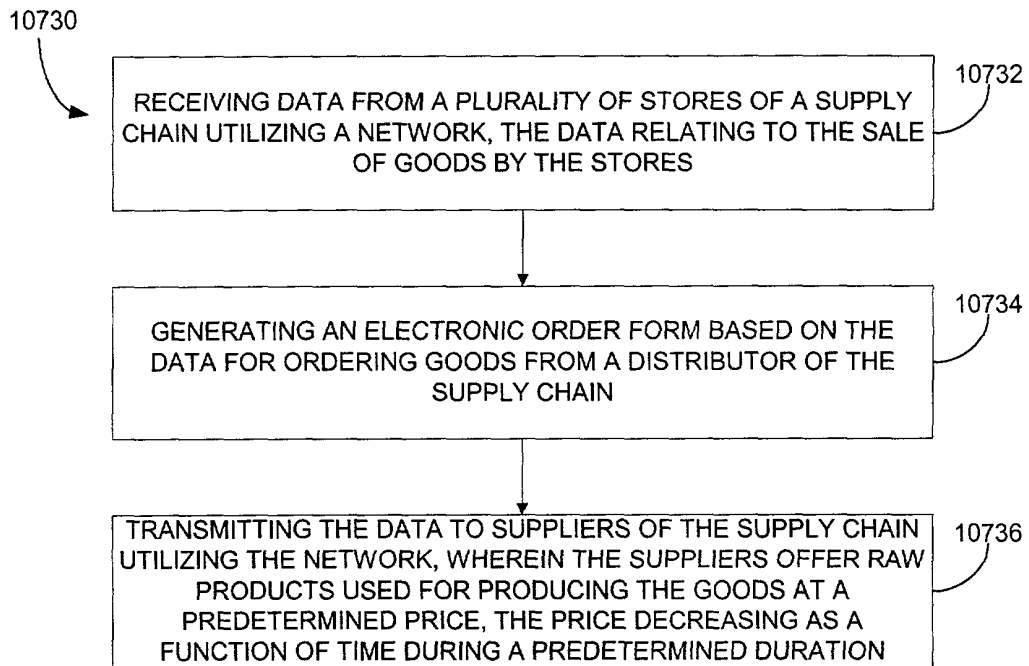 10730
10732
RECEIVING DATA FROM A PLURALITY OF STORES OF A SUPPLY
CHAIN UTILIZING A NETWORK, THE DATA RELATING TO THE SALE
OF GOODS BY THE STORES
10734
GENERATING AN ELECTRONIC ORDER FORM BASED ON THE
DATA FOR ORDERING GOODS FROM A DISTRIBUTOR OF THE
SUPPLY CHAIN
10736
TRANSMITTING THE DATA TO SUPPLIERS OF THE SUPPLY CHAIN
UTILIZING THE NETWORK, WHEREIN THE SUPPLIERS OFFER RAW
PRODUCTS USED FOR PRODUCING THE GOODS AT A
PREDETERMINED PRICE, THE PRICE DECREASING AS A
FUNCTION OF TIME DURING A PREDETERMINED DURATION